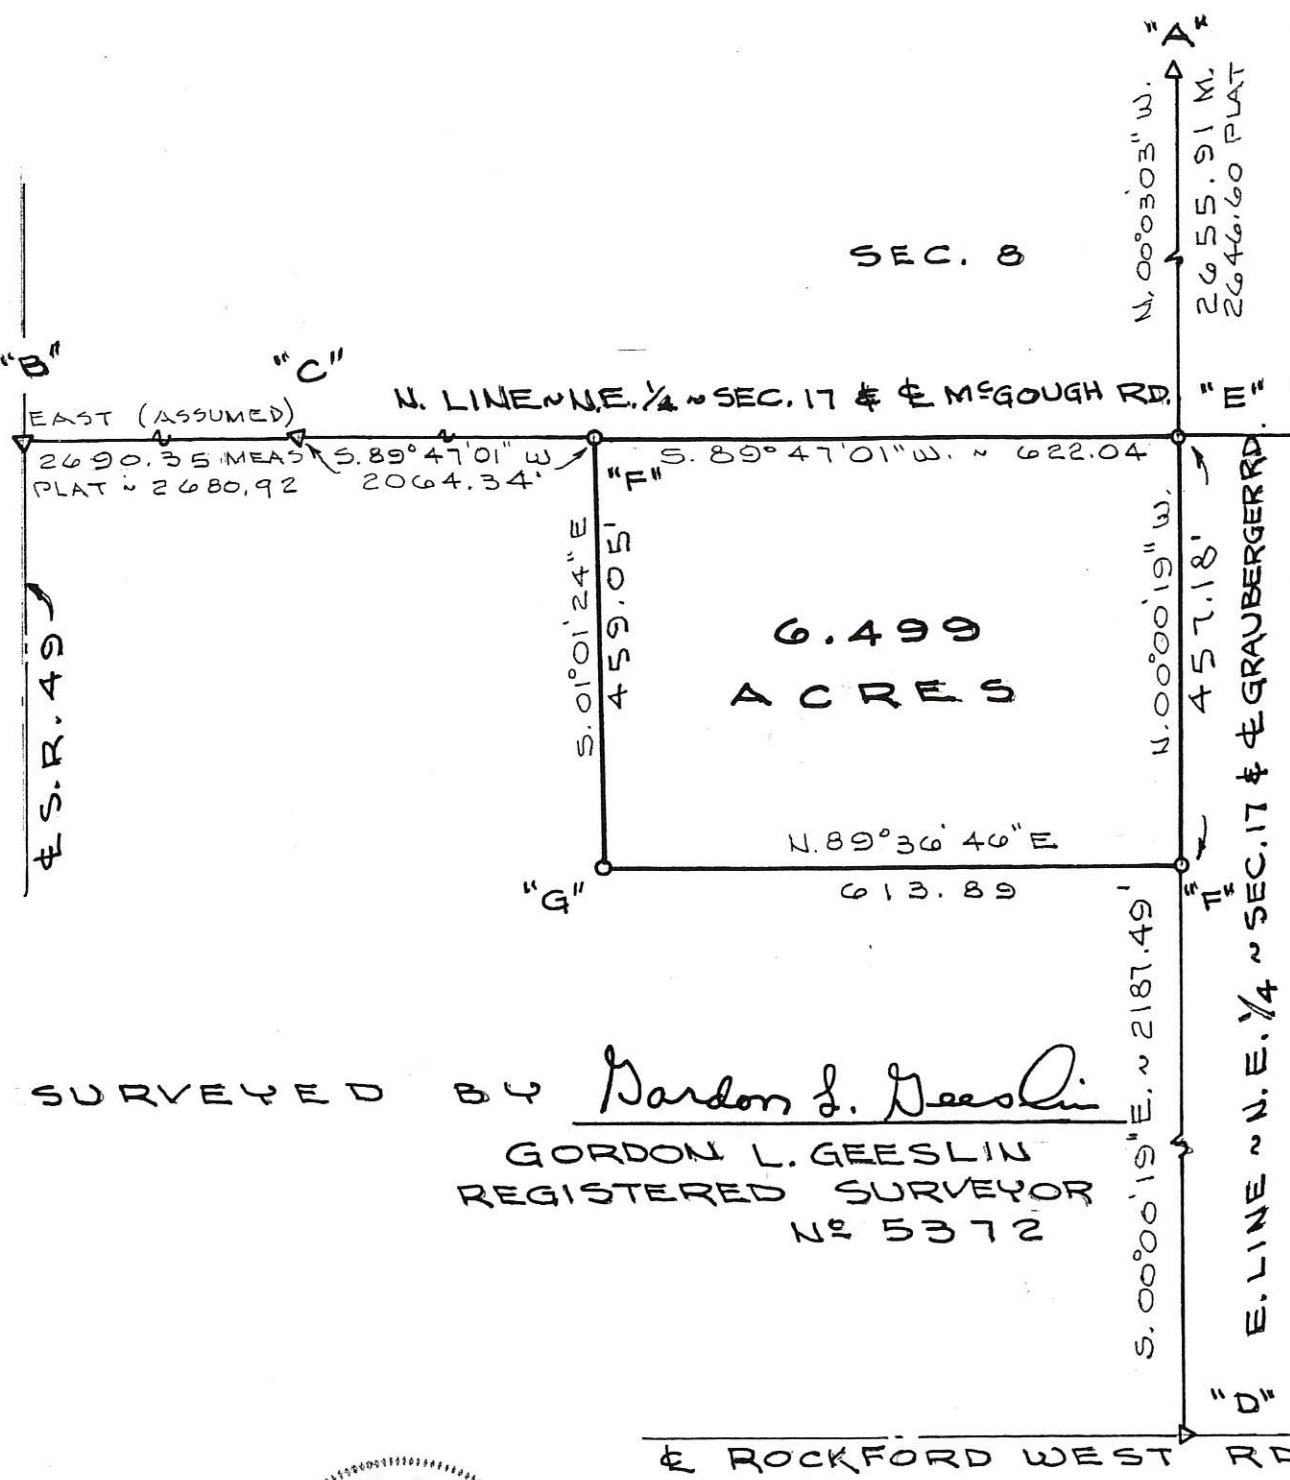 "A"
N. 00°03'03" W.
2655.91 M.
2646.60 PLAT
SEC. 8
"B"
"C"
N. LINE ~ N.E. 1/4 ~ SEC. 17 & ℄ McGOUGH RD.
"E"
EAST (ASSUMED)
2690.35 MEAS
PLAT ~ 2680.92
S. 89° 47' 01" W
2064.34'
S. 89° 47' 01" W. ~ 622.04
"F"
S. 01° 01' 24" E
459.05'
6.499
ACRES
N. 00° 00' 19" W.
457.18'
℄ S.R. 49
N. 89° 36' 46" E
613.89
"G"
S. 00° 00' 19" E. ~ 2187.49'
E. LINE ~ N.E. 1/4 ~ SEC. 17 & ℄ GRAUBERGER RD.
SURVEYED BY Gordon L. Geeslin
GORDON L. GEESLIN
REGISTERED SURVEYOR
Nº 5372
"D"
℄ ROCKFORD WEST RD